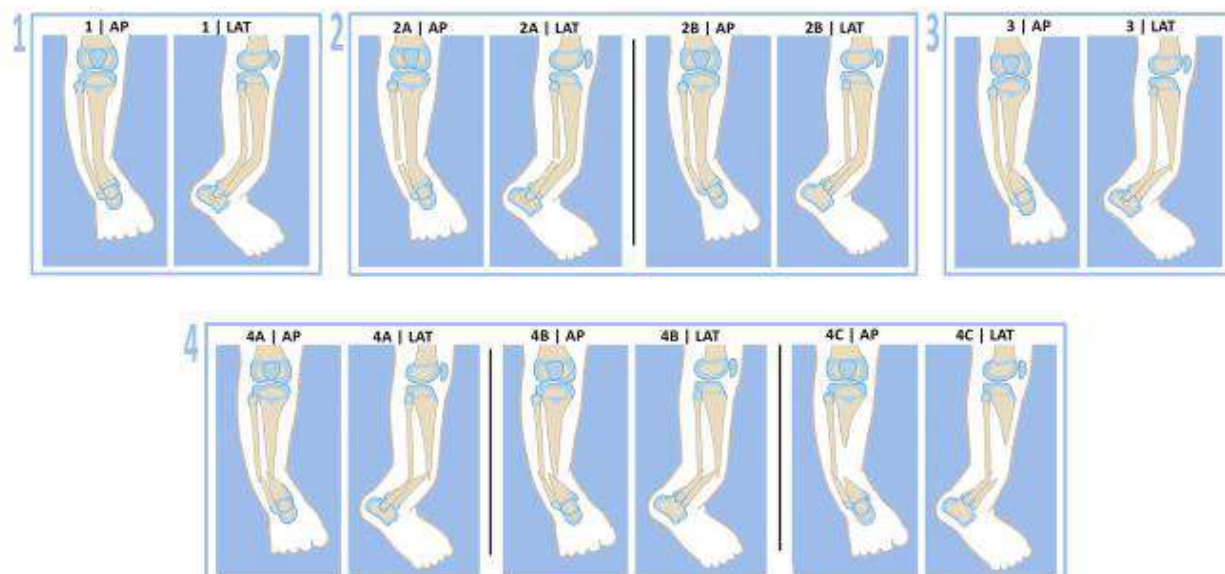 1 1 | AP 1 | LAT 2 2A | AP 2A | LAT 2B | AP 2B | LAT 3 3 | AP 3 | LAT
4 4A | AP 4A | LAT 4B | AP 4B | LAT 4C | AP 4C | LAT